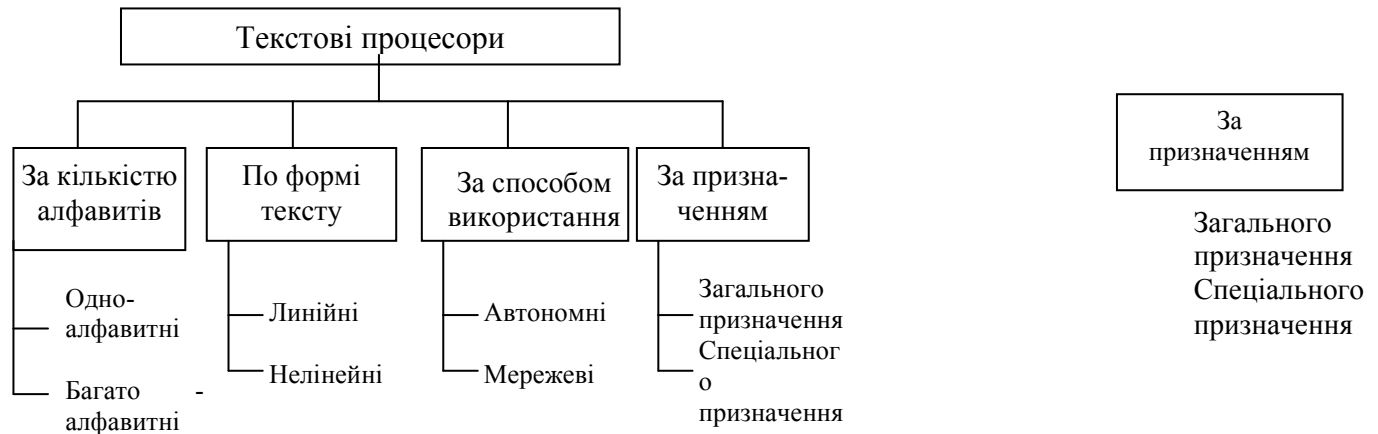 Текстові процесори
За кількістю
алфавитів
Одно-
алфавитні
Багато -
алфавитні
По формі
тексту
Линійні
Нелінейні
За способом
використання
Автономні
Мережеві
За призна-
ченням
Загального
призначення
Спеціальног
о
призначення
За
призначенням
Загального
призначення
Спеціального
призначення